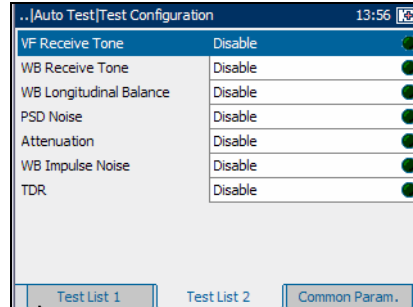 ..|Auto Test|Test Configuration 13:56
VF Receive Tone Disable
WB Receive Tone Disable
WB Longitudinal Balance Disable
PSD Noise Disable
Attenuation Disable
WB Impulse Noise Disable
TDR Disable
Test List 1 Test List 2 Common Param.